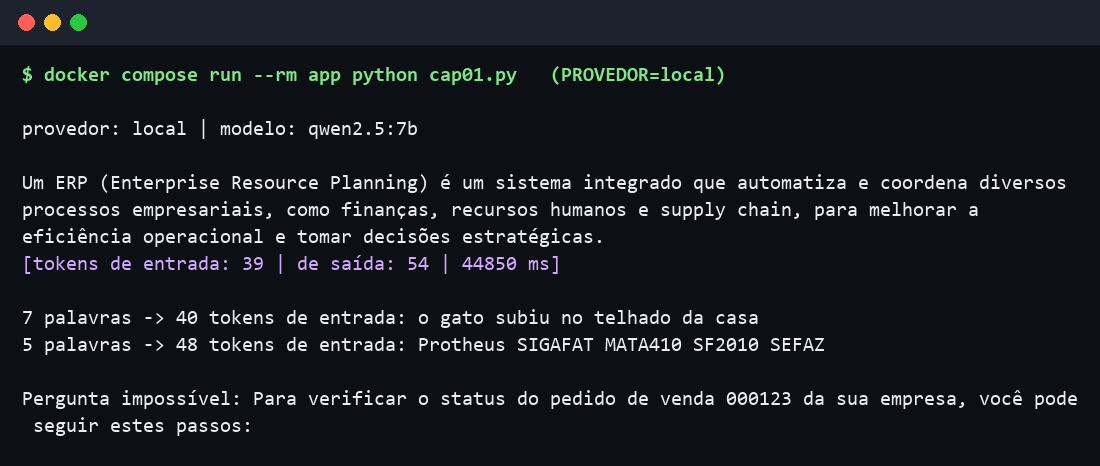 $ docker compose run --rm app python cap01.py   (PROVEDOR=local)
provedor: local | modelo: qwen2.5:7b
Um ERP (Enterprise Resource Planning) é um sistema integrado que automatiza e coordena diversos
processos empresariais, como finanças, recursos humanos e supply chain, para melhorar a
eficiência operacional e tomar decisões estratégicas.
[tokens de entrada: 39 | de saída: 54 | 44850 ms]
7 palavras -> 40 tokens de entrada: o gato subiu no telhado da casa
5 palavras -> 48 tokens de entrada: Protheus SIGAFAT MATA410 SF2010 SEFAZ
Pergunta impossível: Para verificar o status do pedido de venda 000123 da sua empresa, você pode
seguir estes passos: